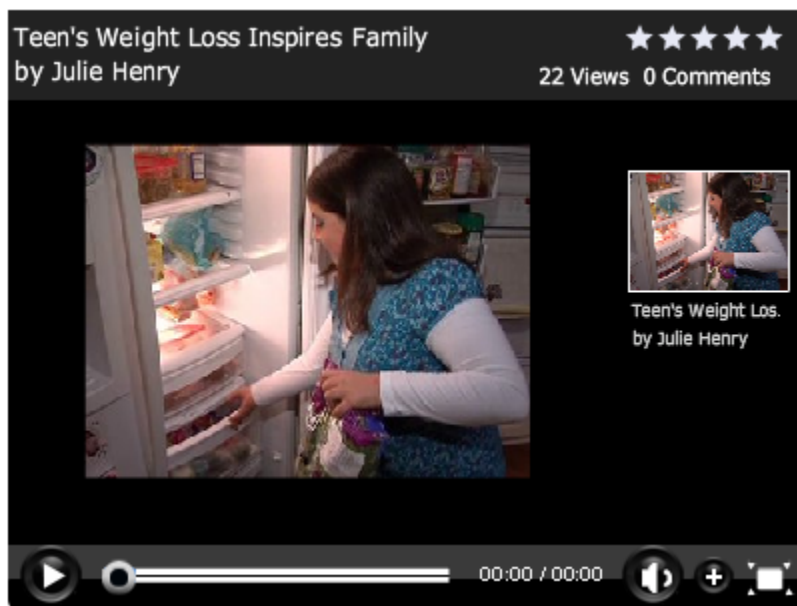 Teen's Weight Loss Inspires Family
by Julie Henry
22 Views 0 Comments
Teen's Weight Los.
by Julie Henry
00:00 / 00:00